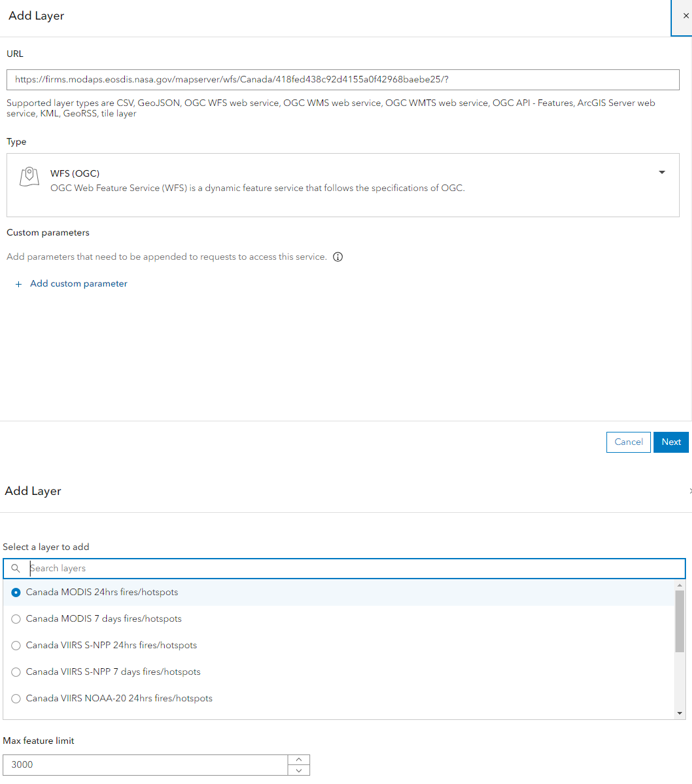 Add Layer
URL
https://firms.modaps.eosdis.nasa.gov/mapserver/wfs/Canada/418fed438c92d4155a0f42968baebe25/?
Supported layer types are CSV, GeoJSON, OGC WFS web service, OGC WMS web service, OGC WMTS web service, OGC API - Features, ArcGIS Server web
service, KML, GeoRSS, tile layer
Type
WFS (OGC)
OGC Web Feature Service (WFS) is a dynamic feature service that follows the specifications of OGC.
Custom parameters
Add parameters that need to be appended to requests to access this service.
+ Add custom parameter
Cancel Next
Add Layer
Select a layer to add
Search layers
Canada MODIS 24hrs fires/hotspots
Canada MODIS 7 days fires/hotspots
Canada VIIRS S-NPP 24hrs fires/hotspots
Canada VIIRS S-NPP 7 days fires/hotspots
Canada VIIRS NOAA-20 24hrs fires/hotspots
Max feature limit
3000